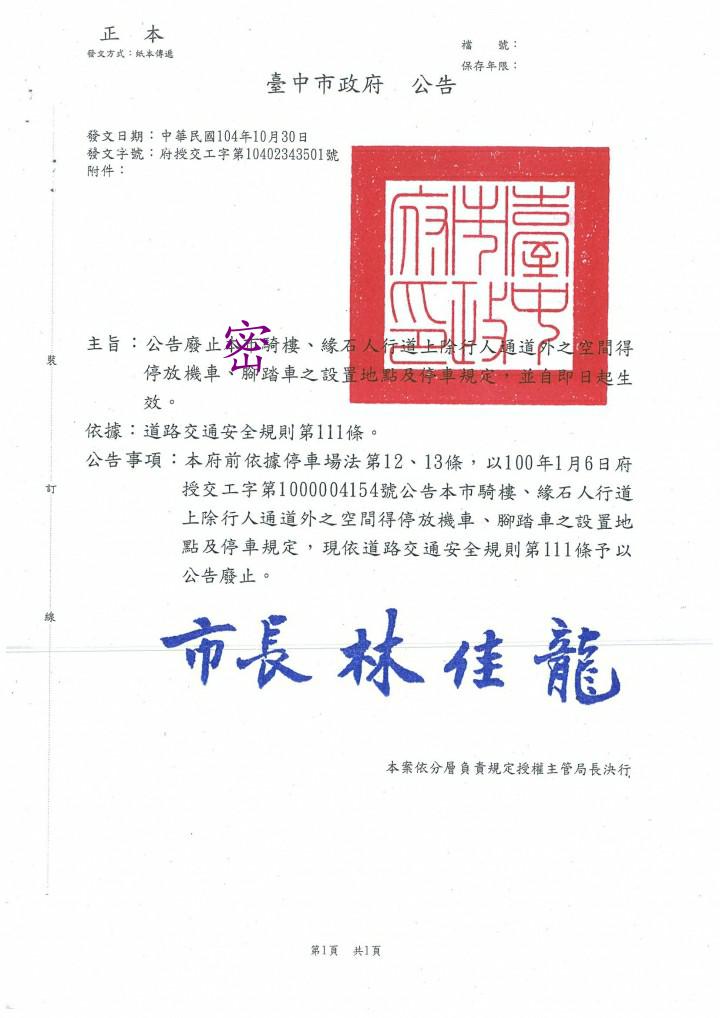 正本
發文方式：紙本傳遞
檔　　號：
保存年限：
臺中市政府　公告
發文日期：中華民國104年10月30日
發文字號：府授交工字第10402343501號
附件：
臺中市政府印
密
主旨：公告廢止本市騎樓、緣石人行道上除行人通道外之空間得
停放機車、腳踏車之設置地點及停車規定，並自即日起生
效。
依據：道路交通安全規則第111條。
公告事項：本府前依據停車場法第12、13條，以100年1月6日府
授交工字第1000004154號公告本市騎樓、緣石人行道
上除行人通道外之空間得停放機車、腳踏車之設置地
點及停車規定，現依道路交通安全規則第111條予以
公告廢止。
裝
訂
線
市長林佳龍
本案依分層負責規定授權主管局長決行
第1頁　共1頁